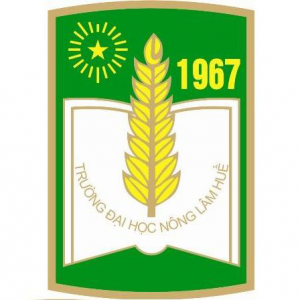 1967
TRƯỜNG ĐẠI HỌC NÔNG LÂM HUẾ